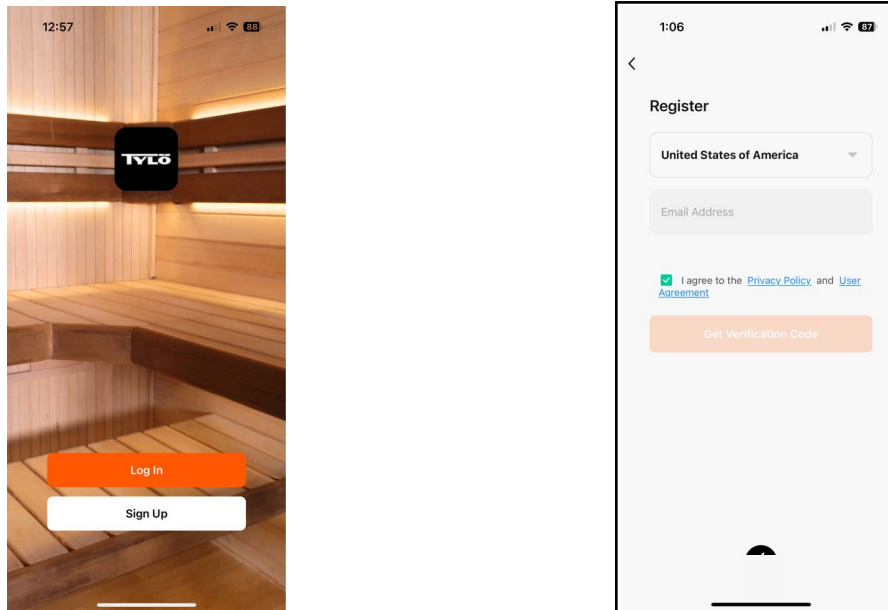 12:57
88
TYLÖ
Log In
Sign Up
1:06
87
Register
United States of America
Email Address
I agree to the Privacy Policy and User
Agreement
Get Verification Code